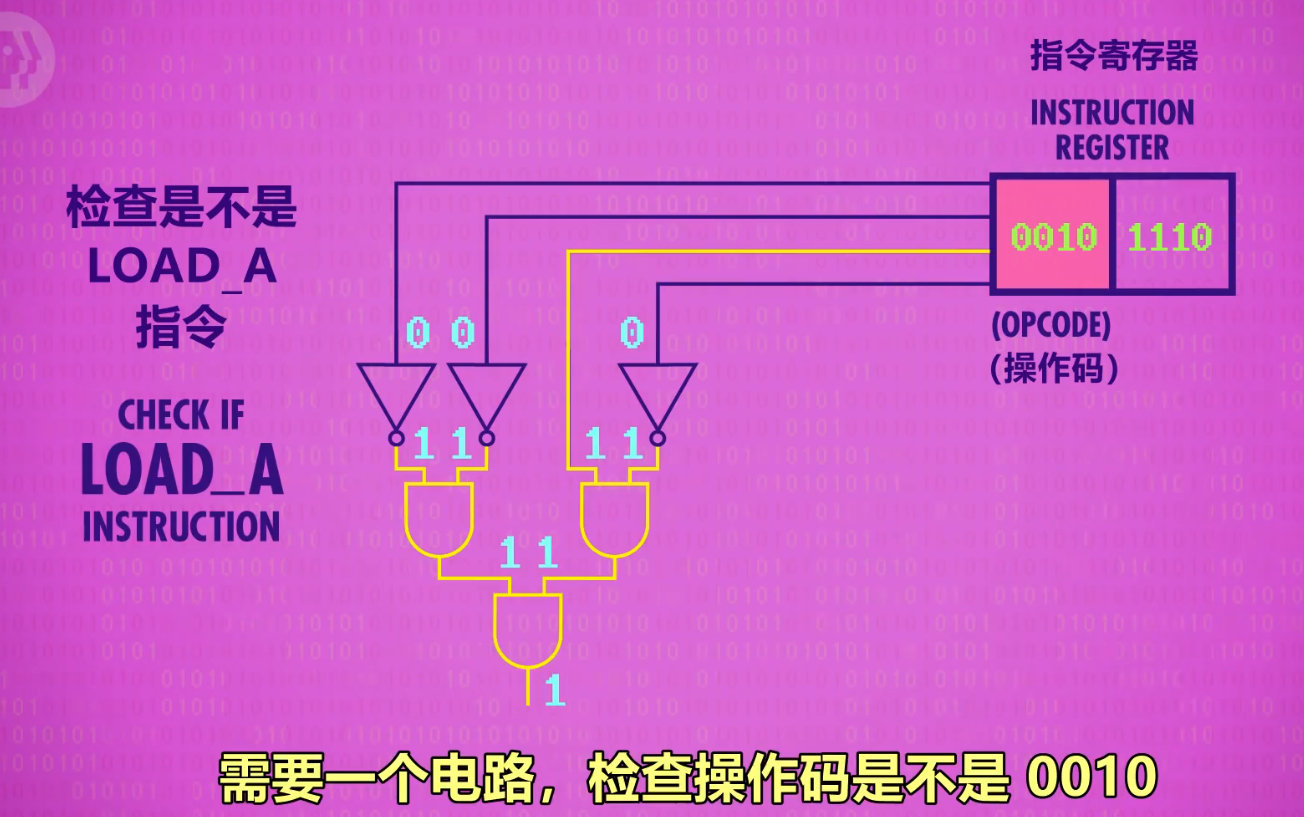 指令寄存器
INSTRUCTION
REGISTER
检查是不是
LOAD_A
指令
0010 1110
(OPCODE)
（操作码）
0 0 0
CHECK IF
LOAD_A
INSTRUCTION
1 1 1 1
1 1
1
需要一个电路，检查操作码是不是 0010